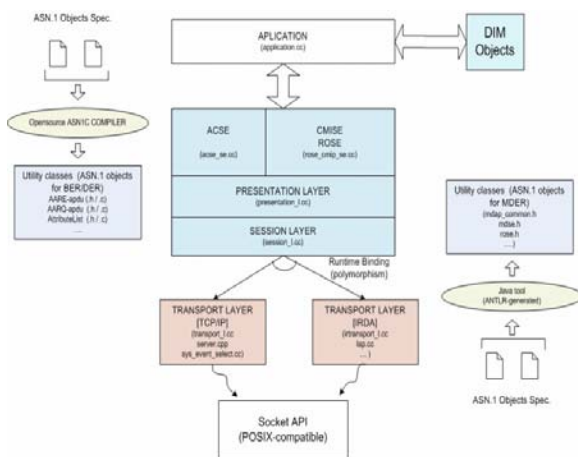 ASN.1 Objects Spec.
APLICATION
(application.cc)
DIM
Objects
Opensource ASN1C COMPILER
ACSE
(acse_se.cc)
CMISE
ROSE
(rose_cmip_se.cc)
Utility classes (ASN.1 objects
for BER/DER)
AARE-apdu (.h / .c)
AARQ-apdu (.h / .c)
AttributeList (.h / .c)
....
PRESENTATION LAYER
(presentation_l.cc)
SESSION LAYER
(session_l.cc)
Utility classes (ASN.1 objects
for MDER)
(mdap_common.h
mdse.h
rose.h
....)
Runtime Binding
(polymorphism)
Java tool
(ANTLR-generated)
TRANSPORT LAYER
[TCP/IP]
(transport_l.cc
server.cpp
sys_event_select.cc)
TRANSPORT LAYER
[IRDA]
(irtransport_l.cc
iap.cc
.... )
ASN.1 Objects Spec.
Socket API
(POSIX-compatible)